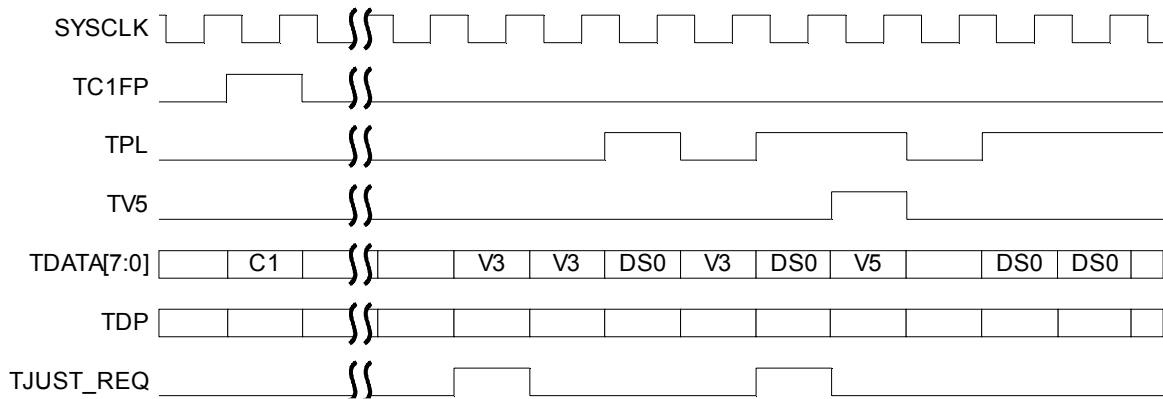 SYSCLK
TC1FP
TPL
TV5
TDATA[7:0] C1 V3 V3 DS0 V3 DS0 V5 DS0 DS0
TDP
TJUST_REQ